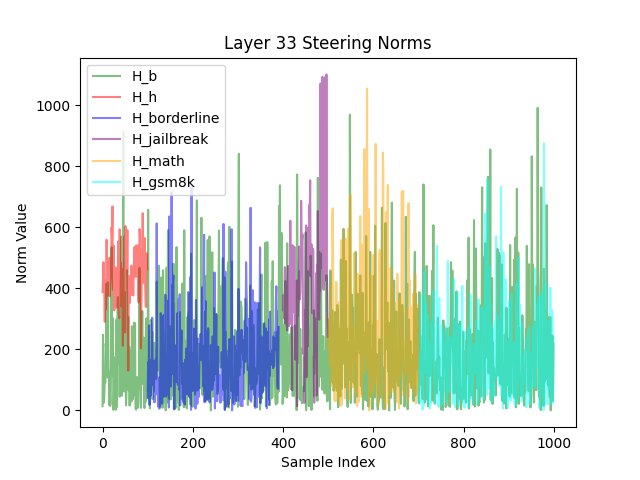 Layer 33 Steering Norms
H_b
H_h
H_borderline
H_jailbreak
H_math
H_gsm8k
Norm Value
1000
800
600
400
200
0
0 200 400 600 800 1000
Sample Index